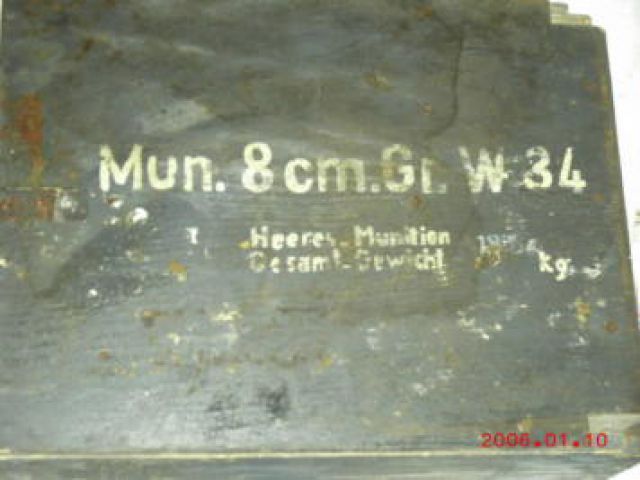 Mun. 8 cm. Gr. W 34
Heeres-Munition
Gesamt-Gewicht kg.
2006.01.10